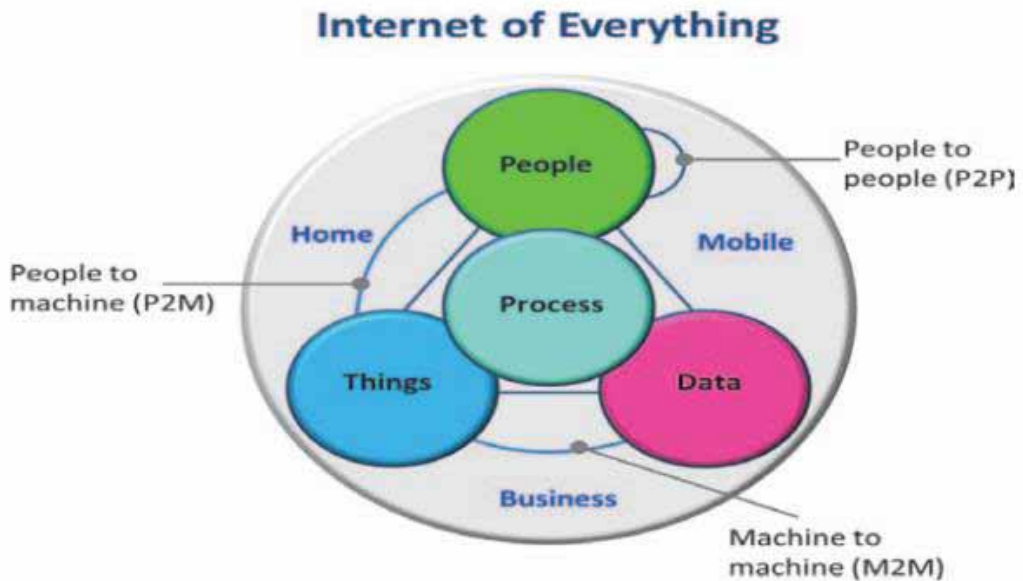 Internet of Everything
People
People to
people (P2P)
Home
Mobile
People to
machine (P2M)
Process
Things
Data
Business
Machine to
machine (M2M)